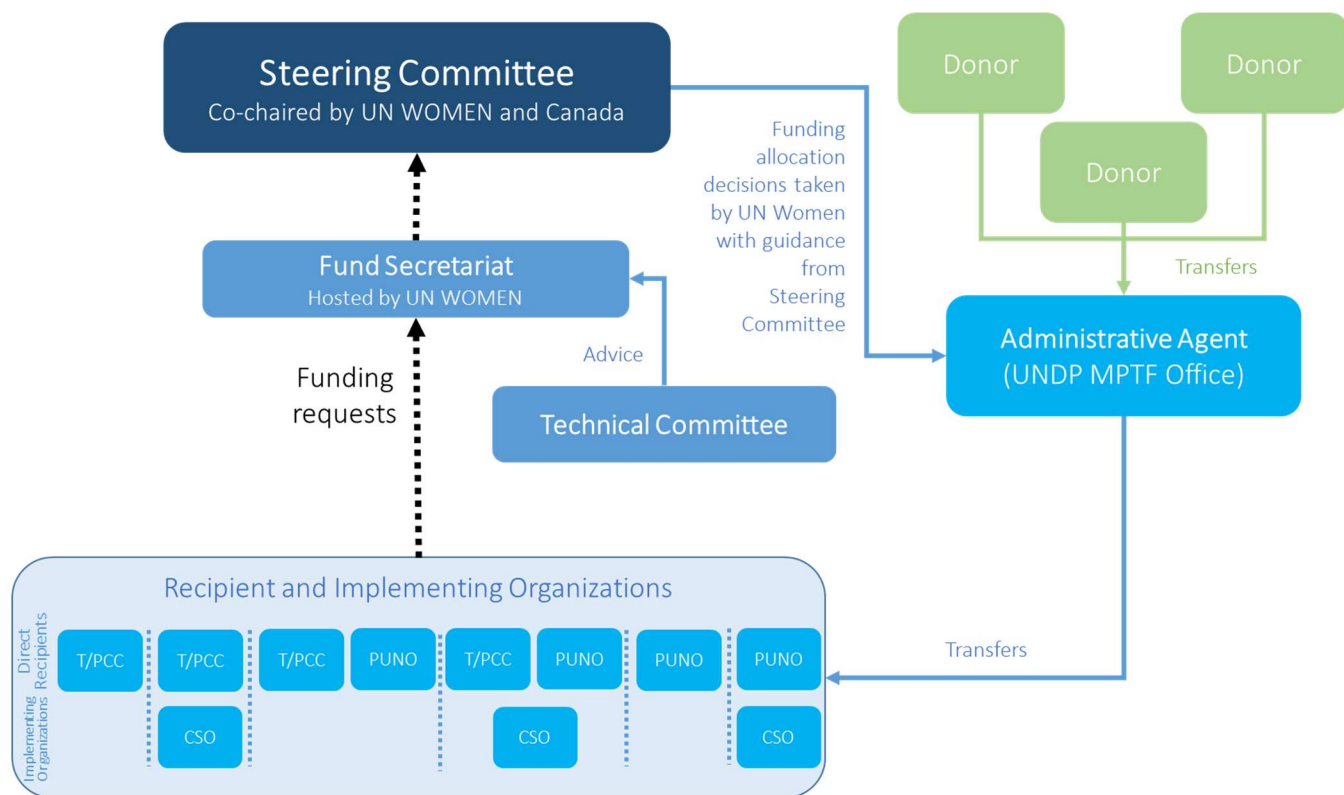 Steering Committee
Co-chaired by UN WOMEN and Canada
Donor
Donor
Donor
Funding
allocation
decisions taken
by UN Women
with guidance
from
Steering
Committee
Transfers
Fund Secretariat
Hosted by UN WOMEN
Administrative Agent
(UNDP MPTF Office)
Advice
Funding
requests
Technical Committee
Recipient and Implementing Organizations
Direct
Recipients
T/PCC
T/PCC
T/PCC
PUNO
T/PCC
PUNO
PUNO
PUNO
Transfers
Implementing
Organizations
CSO
CSO
CSO